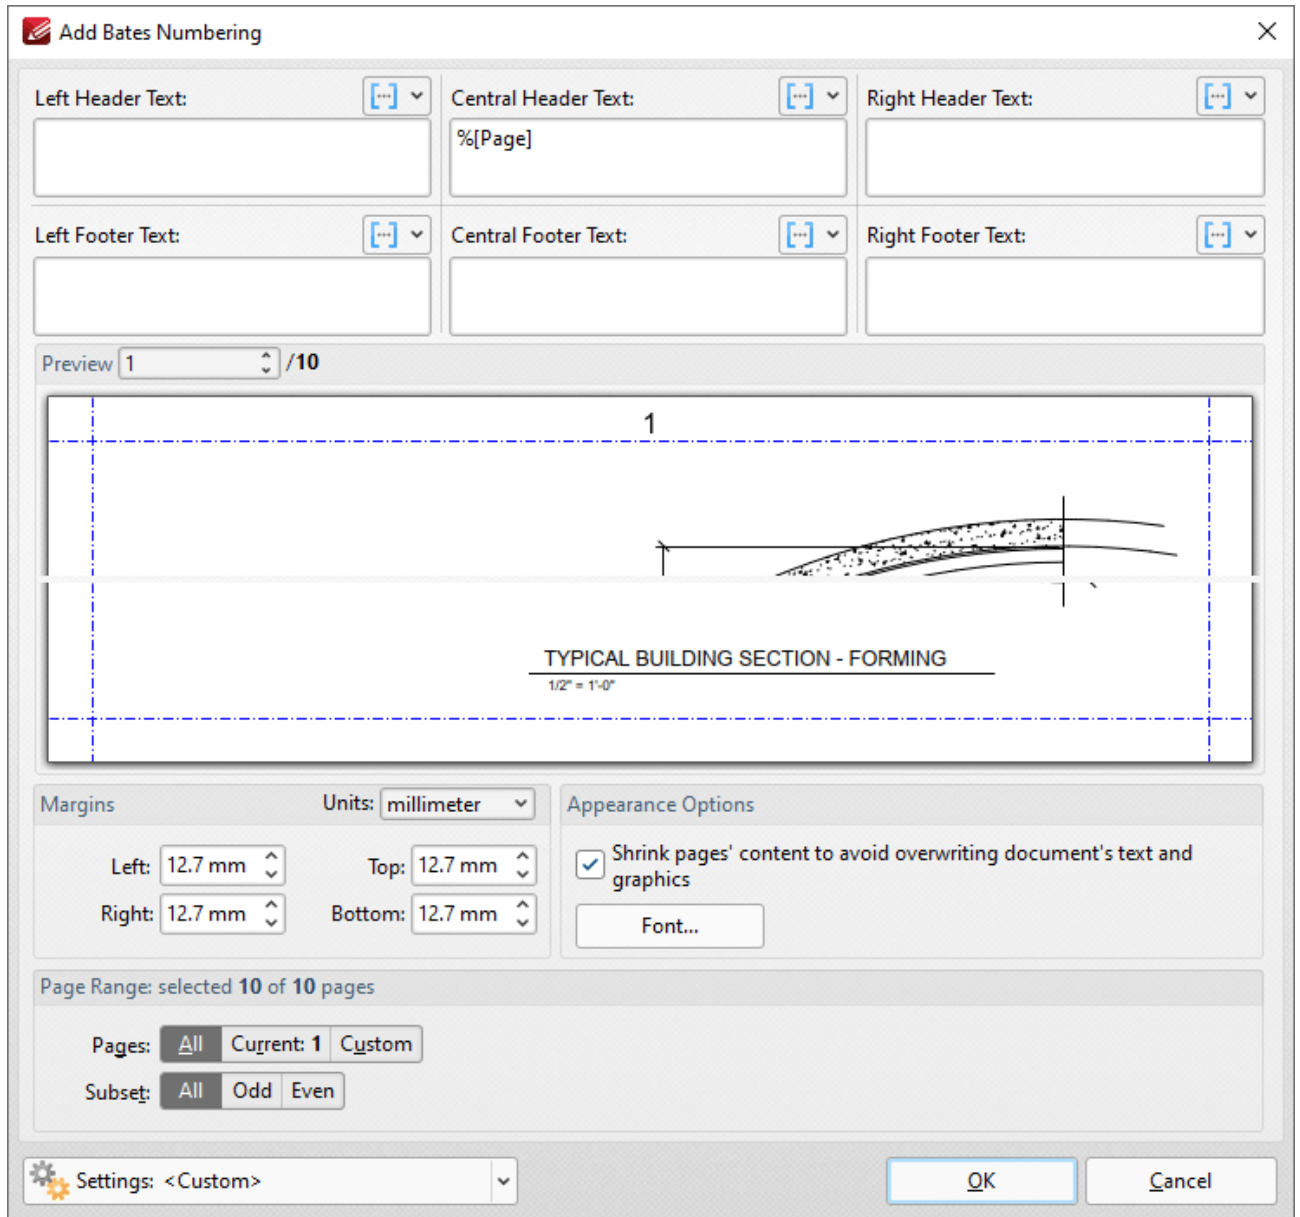 Add Bates Numbering
Left Header Text:
Central Header Text:
Right Header Text:
%[Page]
Left Footer Text:
Central Footer Text:
Right Footer Text:
Preview 1 /10
1
TYPICAL BUILDING SECTION - FORMING
1/2" = 1'-0"
Margins Units: millimeter
Left: 12.7 mm Top: 12.7 mm
Right: 12.7 mm Bottom: 12.7 mm
Appearance Options
Shrink pages' content to avoid overwriting document's text and
graphics
Font...
Page Range: selected 10 of 10 pages
Pages: All Current: 1 Custom
Subset: All Odd Even
Settings: <Custom>
OK
Cancel